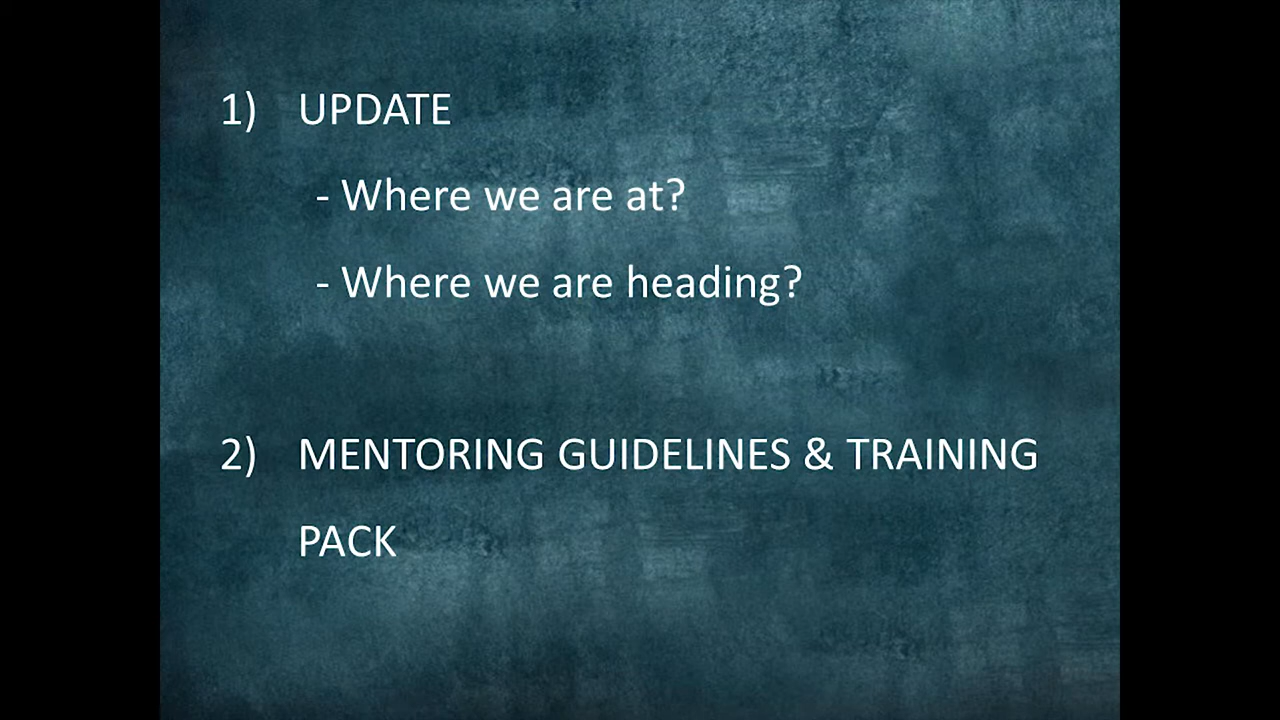 1) UPDATE
- Where we are at?
- Where we are heading?
2) MENTORING GUIDELINES & TRAINING
PACK